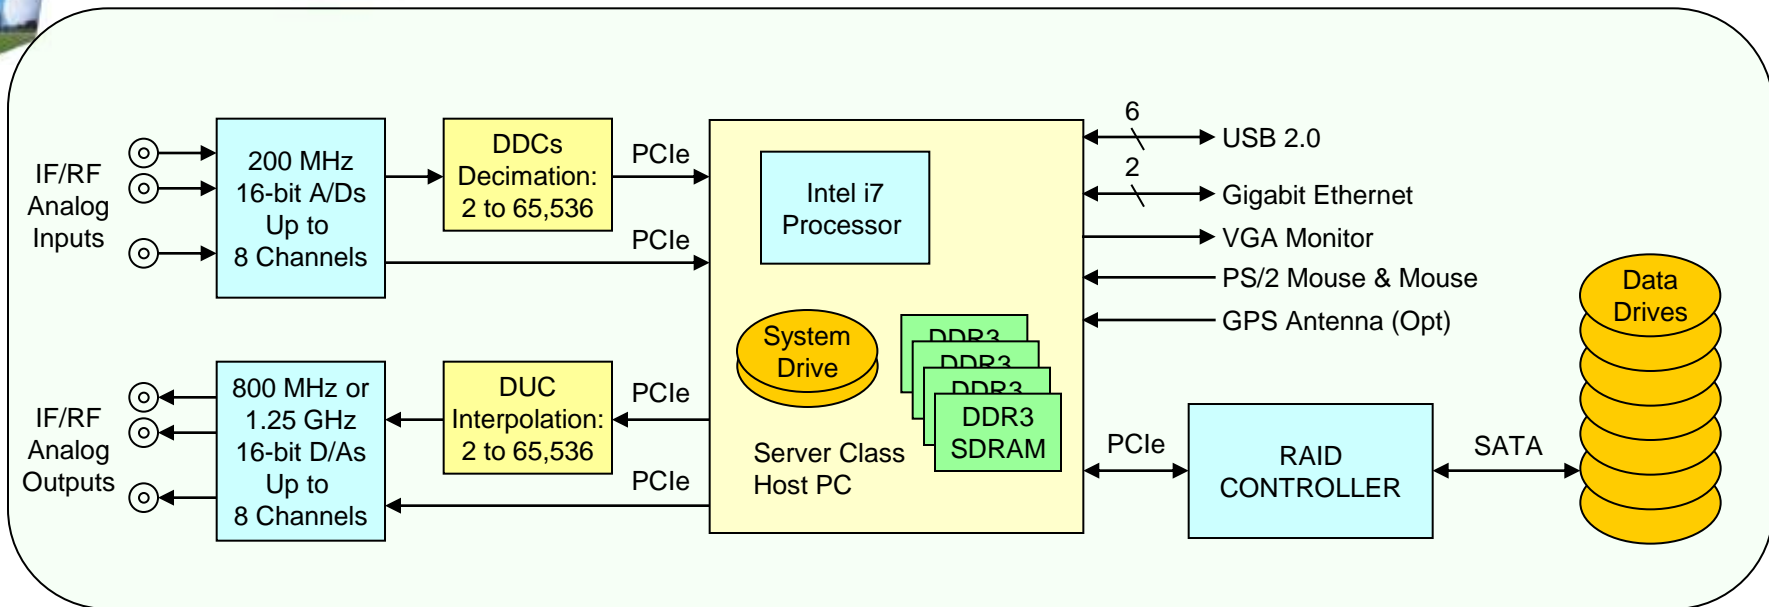 IF/RF
Analog
Inputs
200 MHz
16-bit A/Ds
Up to
8 Channels
DDCs
Decimation:
2 to 65,536
PCIe
PCIe
Intel i7
Processor
System
Drive
DDR3
DDR3
DDR3
DDR3
SDRAM
Server Class
Host PC
6
USB 2.0
2
Gigabit Ethernet
VGA Monitor
PS/2 Mouse & Mouse
GPS Antenna (Opt)
IF/RF
Analog
Outputs
800 MHz or
1.25 GHz
16-bit D/As
Up to
8 Channels
DUC
Interpolation:
2 to 65,536
PCIe
PCIe
PCIe
RAID
CONTROLLER
SATA
Data
Drives